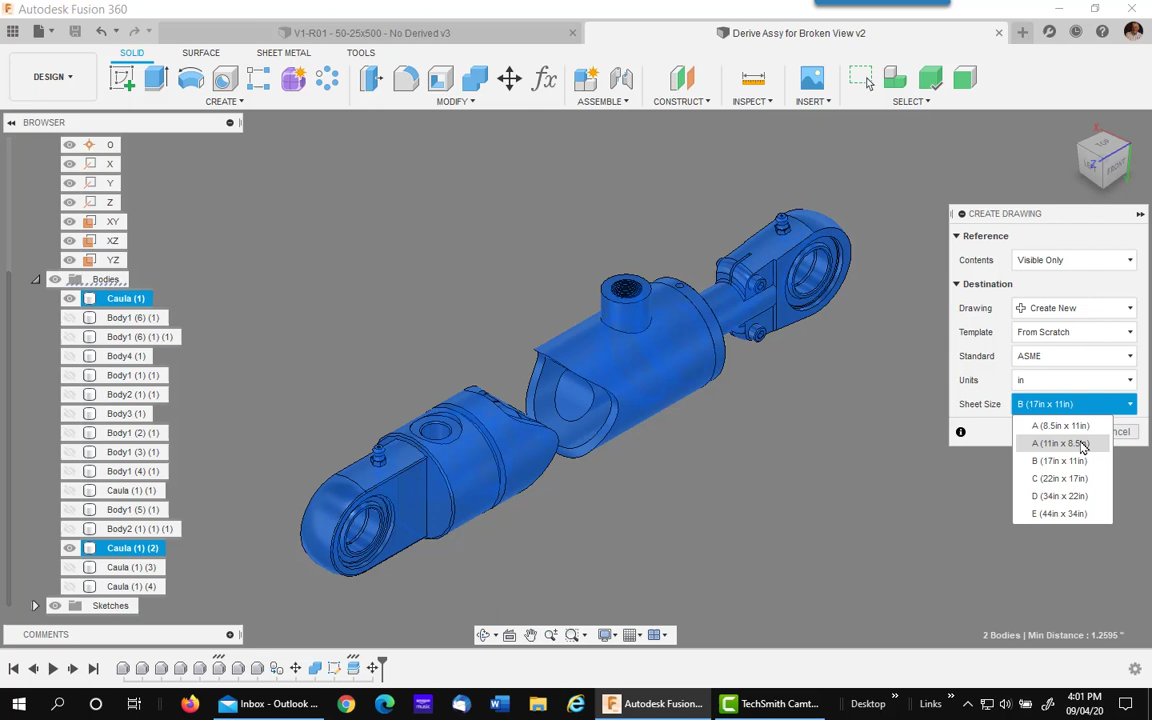 Autodesk Fusion 360
V1-R01 - 50-25x500 - No Derived v3
Derive Assy for Broken View v2
DESIGN
SOLID
SURFACE
SHEET METAL
TOOLS
CREATE
MODIFY
ASSEMBLE
CONSTRUCT
INSPECT
INSERT
SELECT
fx
BROWSER
O
X
Y
Z
XY
XZ
YZ
Bodies
Caula (1)
Body1 (6) (1)
Body1 (6) (1) (1)
Body4 (1)
Body1 (1) (1)
Body2 (1) (1)
Body3 (1)
Body1 (2) (1)
Body1 (3) (1)
Body1 (4) (1)
Caula (1) (1)
Body1 (5) (1)
Body2 (1) (1) (1)
Caula (1) (2)
Caula (1) (3)
Caula (1) (4)
Sketches
COMMENTS
TOP
FRONT
X
Z
CREATE DRAWING
Reference
Contents Visible Only
Destination
Drawing Create New
Template From Scratch
Standard ASME
Units in
Sheet Size B (17in x 11in)
A (8.5in x 11in)
A (11in x 8.5in)
B (17in x 11in)
C (22in x 17in)
D (34in x 22in)
E (44in x 34in)
ncel
2 Bodies | Min Distance : 1.2595 "
Inbox - Outlook ...
Autodesk Fusion...
TechSmith Camt...
Desktop
Links
4:01 PM
09/04/20